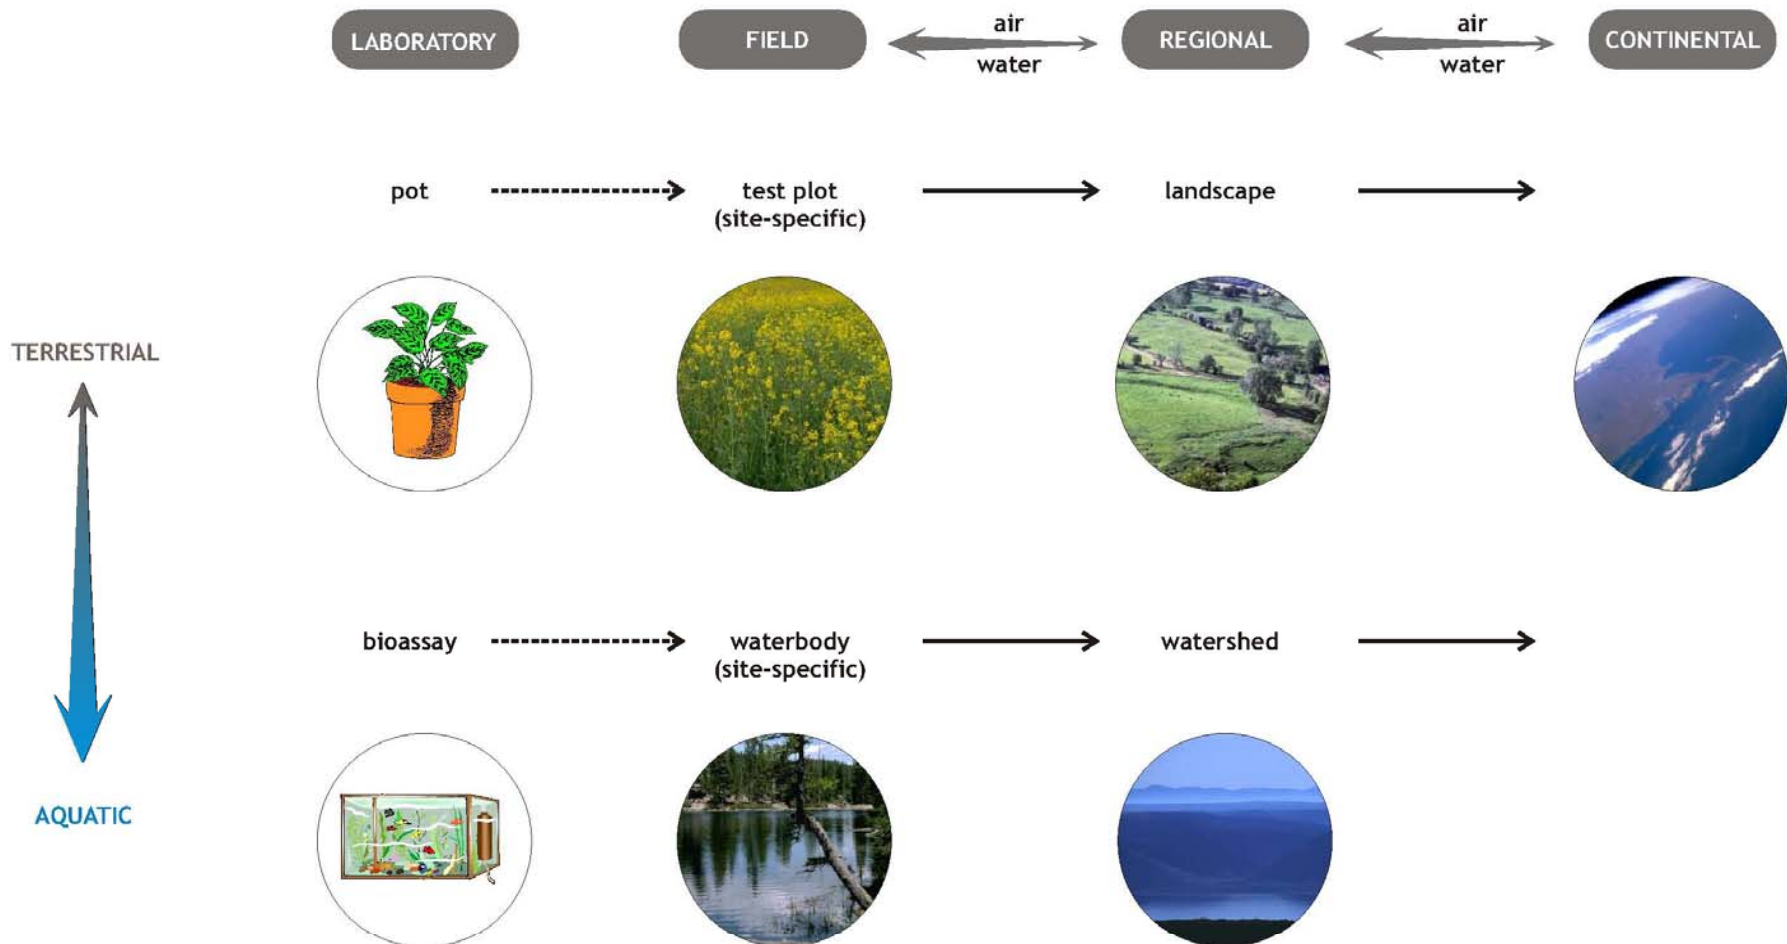 LABORATORY
FIELD
air
water
REGIONAL
air
water
CONTINENTAL
pot
test plot
(site-specific)
landscape
TERRESTRIAL
bioassay
waterbody
(site-specific)
watershed
AQUATIC